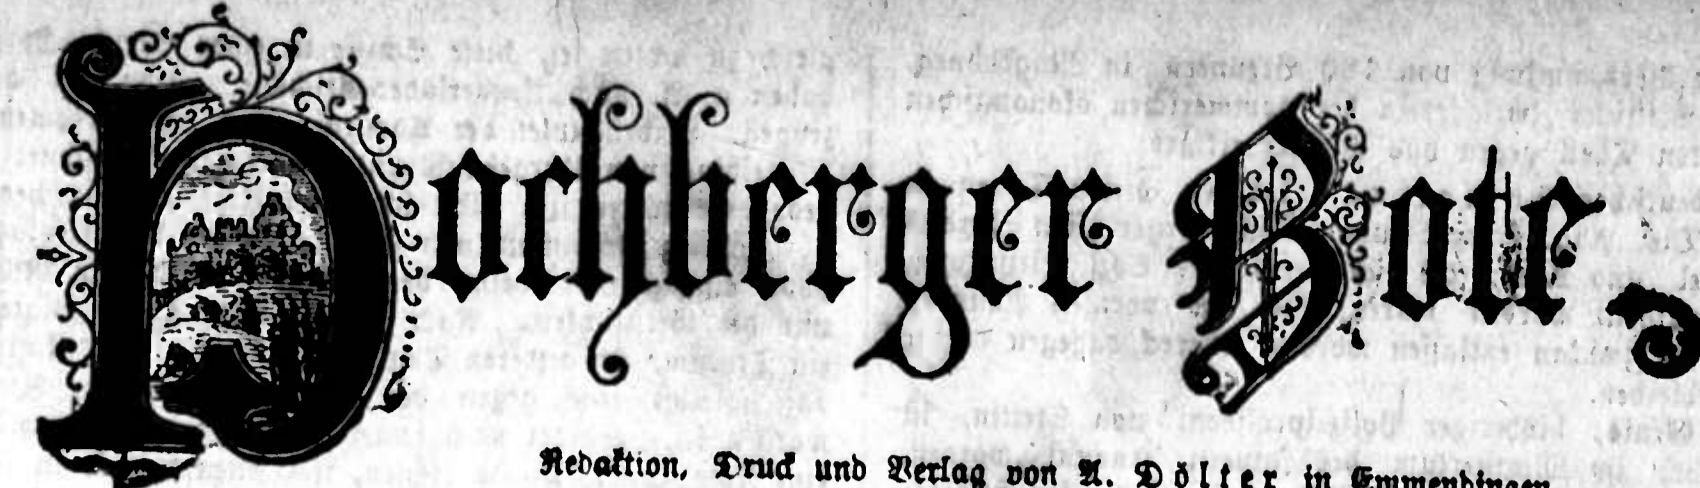 Hochberger Bote.
Redaktion, Druck und Verlag von A. Dölter in Emmendingen